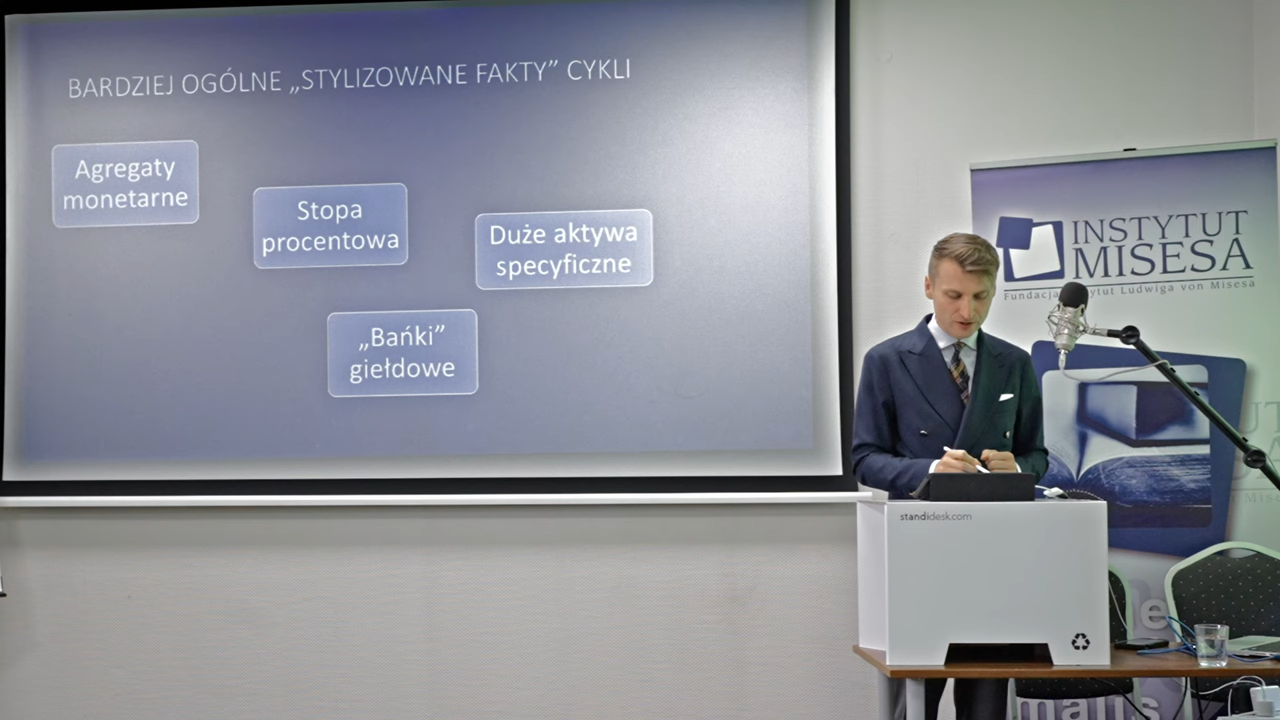 BARDZIEJ OGÓLNE „STYLIZOWANE FAKTY” CYKLI
Agregaty
monetarne
Stopa
procentowa
Duże aktywa
specyficzne
„Bańki”
giełdowe
INSTYTUT
MISESA
Fundacja Instytut Ludwiga von Misesa
standidesk.com